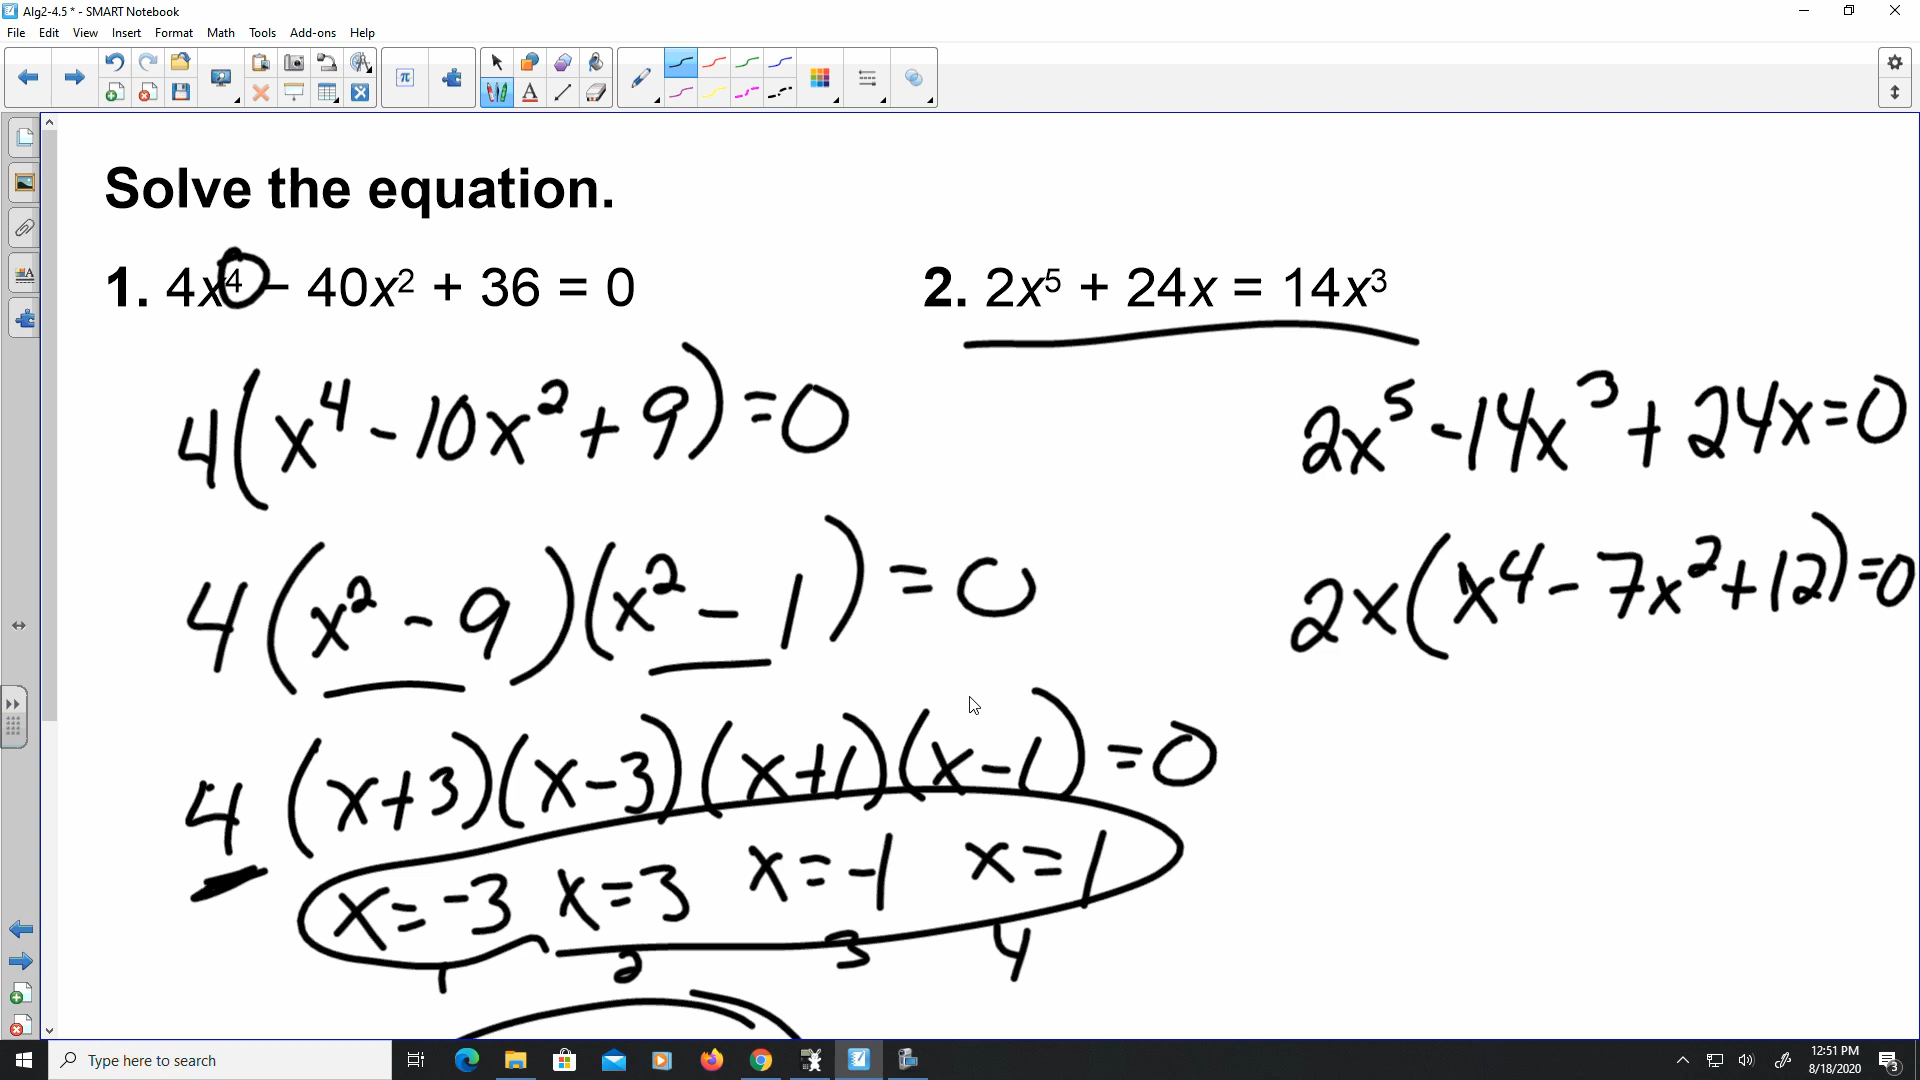 Alg2-4.5 * - SMART Notebook
File Edit View Insert Format Math Tools Add-ons Help
Solve the equation.
1. 4x⁴ – 40x² + 36 = 0
2. 2x⁵ + 24x = 14x³
4(x⁴ - 10x² + 9) = 0
4(x² - 9)(x² - 1) = 0
4(x+3)(x-3)(x+1)(x-1) = 0
x = -3 x = 3 x = -1 x = 1
1 2 3 4
2x⁵ - 14x³ + 24x = 0
2x(x⁴ - 7x² + 12) = 0
Type here to search
12:51 PM
8/18/2020
3